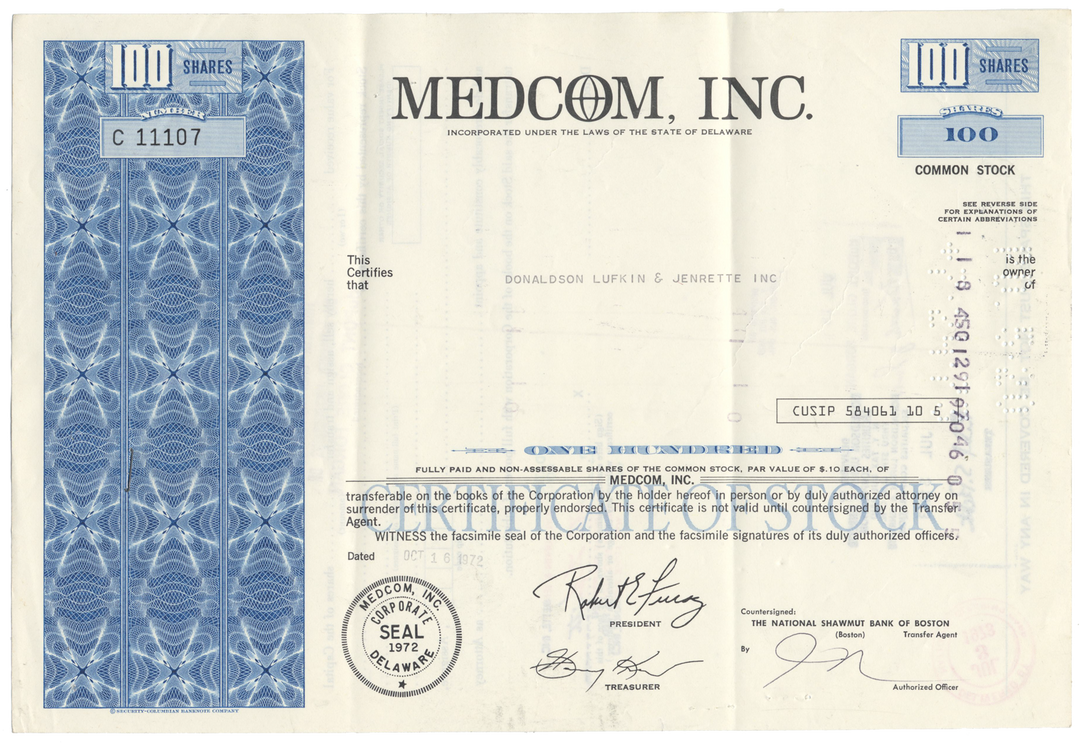 100 SHARES
NUMBER
C 11107
MEDCOM, INC.
INCORPORATED UNDER THE LAWS OF THE STATE OF DELAWARE
100 SHARES
SHARES
100
COMMON STOCK
SEE REVERSE SIDE
FOR EXPLANATIONS OF
CERTAIN ABBREVIATIONS
This
Certifies
that
DONALDSON LUFKIN & JENRETTE INC
is the
owner
of
CUSIP 584061 10 5
ONE HUNDRED
FULLY PAID AND NON-ASSESSABLE SHARES OF THE COMMON STOCK, PAR VALUE OF $.10 EACH, OF
MEDCOM, INC.
CERTIFICATE OF STOCK
transferable on the books of the Corporation by the holder hereof in person or by duly authorized attorney on
surrender of this certificate, properly endorsed. This certificate is not valid until countersigned by the Transfer
Agent.
WITNESS the facsimile seal of the Corporation and the facsimile signatures of its duly authorized officers.
Dated OCT 16 1972
MEDCOM, INC.
CORPORATE
SEAL
1972
DELAWARE
PRESIDENT
TREASURER
Countersigned:
THE NATIONAL SHAWMUT BANK OF BOSTON
(Boston) Transfer Agent
By
Authorized Officer
© SECURITY-COLUMBIAN BANKNOTE COMPANY